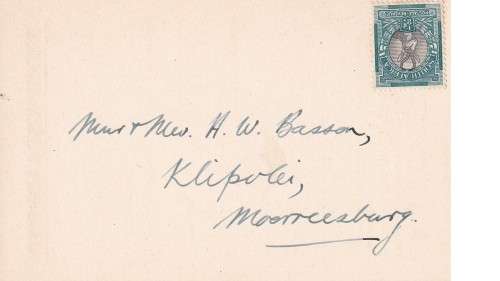 Mnr & Mev. H. W. Basson,
Klipvlei,
Moorreesburg.